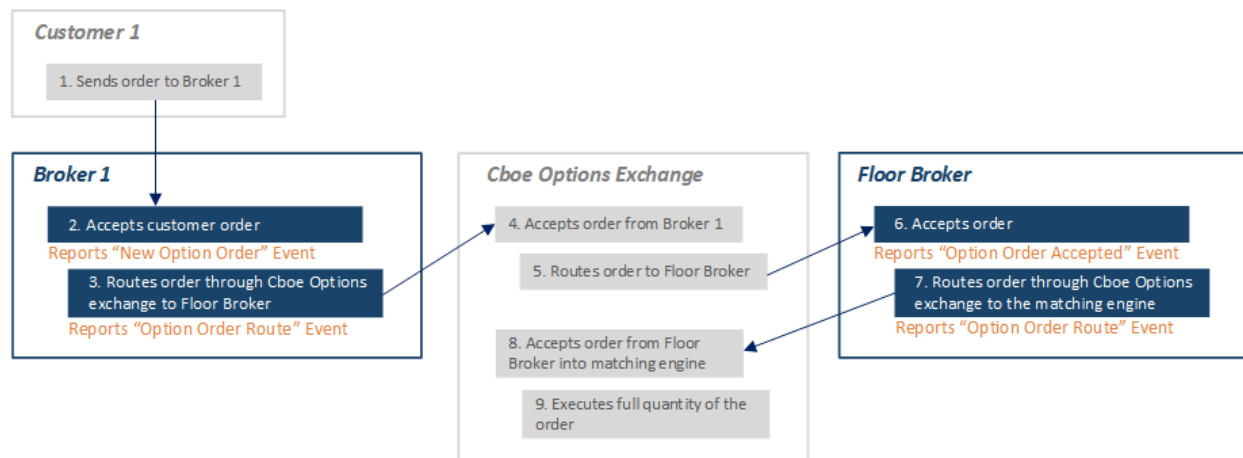 Customer 1
1. Sends order to Broker 1
Broker 1
2. Accepts customer order
Reports “New Option Order” Event
3. Routes order through Cboe Options
exchange to Floor Broker
Reports “Option Order Route” Event
Cboe Options Exchange
4. Accepts order from Broker 1
5. Routes order to Floor Broker
8. Accepts order from Floor
Broker into matching engine
9. Executes full quantity of the
order
Floor Broker
6. Accepts order
Reports “Option Order Accepted” Event
7. Routes order through Cboe Options
exchange to the matching engine
Reports “Option Order Route” Event